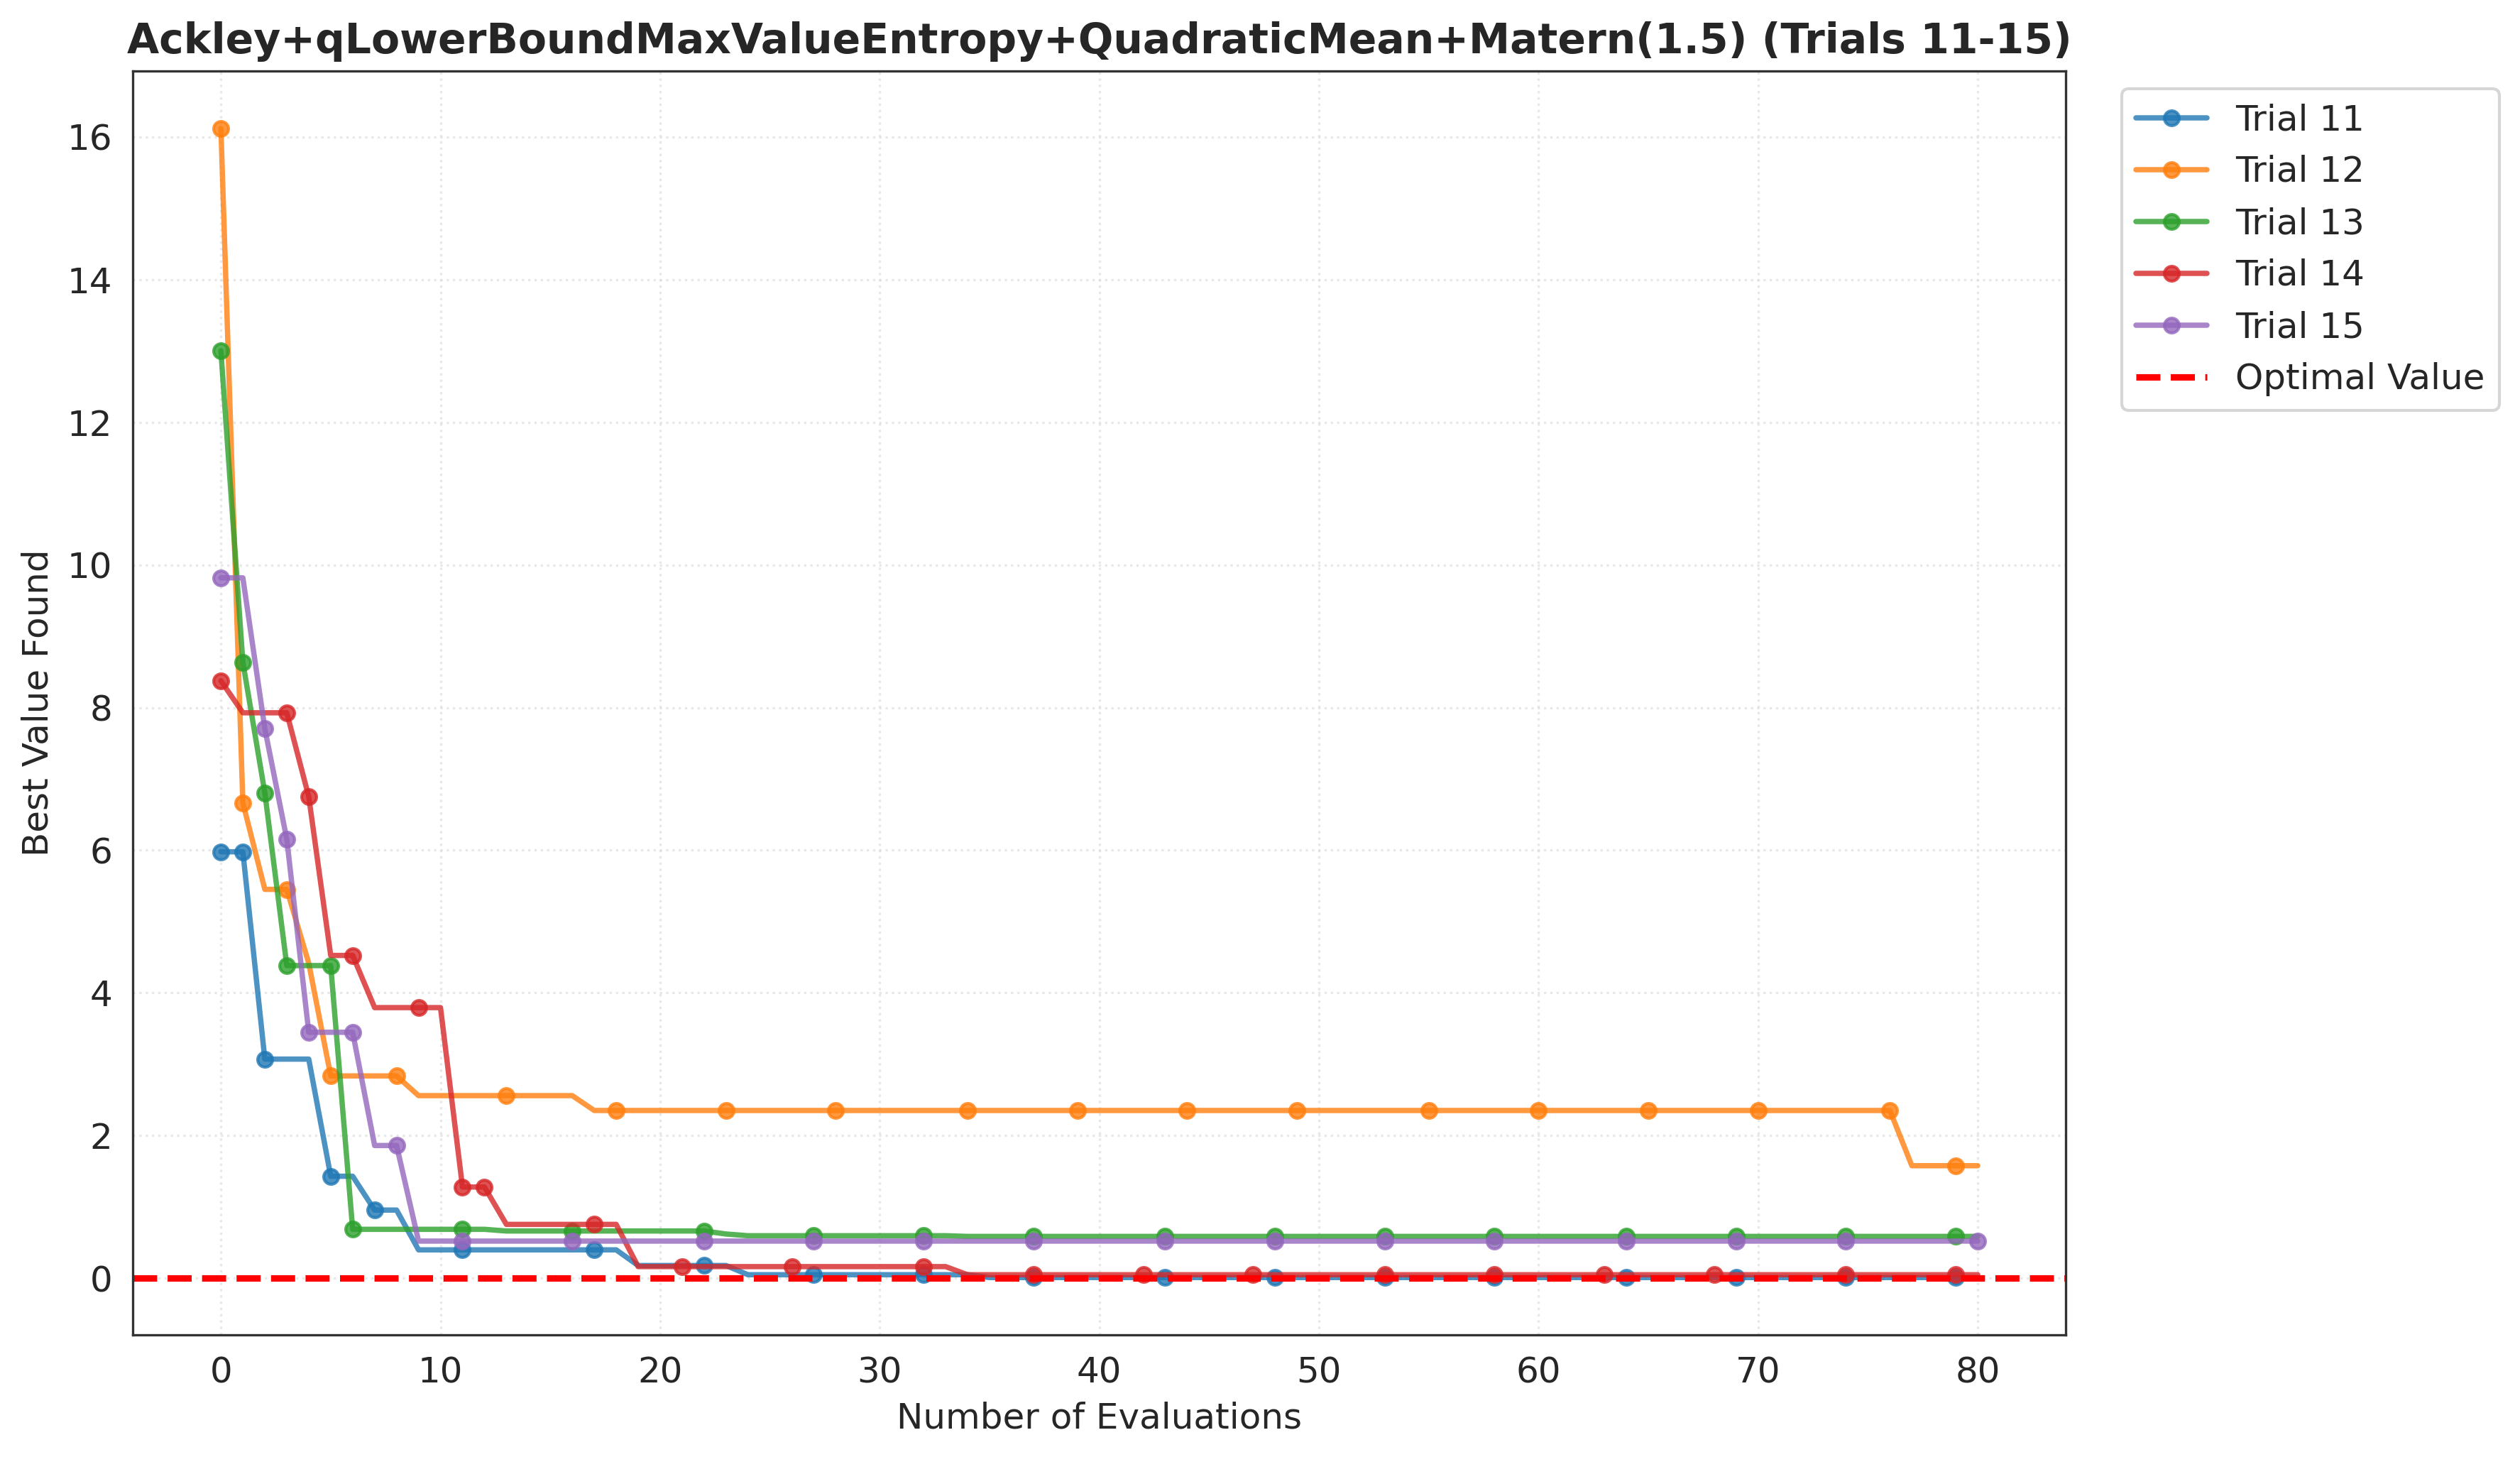 Ackley+qLowerBoundMaxValueEntropy+QuadraticMean+Matern(1.5) (Trials 11-15)
Best Value Found
16
14
12
10
8
6
4
2
0
0 10 20 30 40 50 60 70 80
Number of Evaluations
Trial 11
Trial 12
Trial 13
Trial 14
Trial 15
Optimal Value